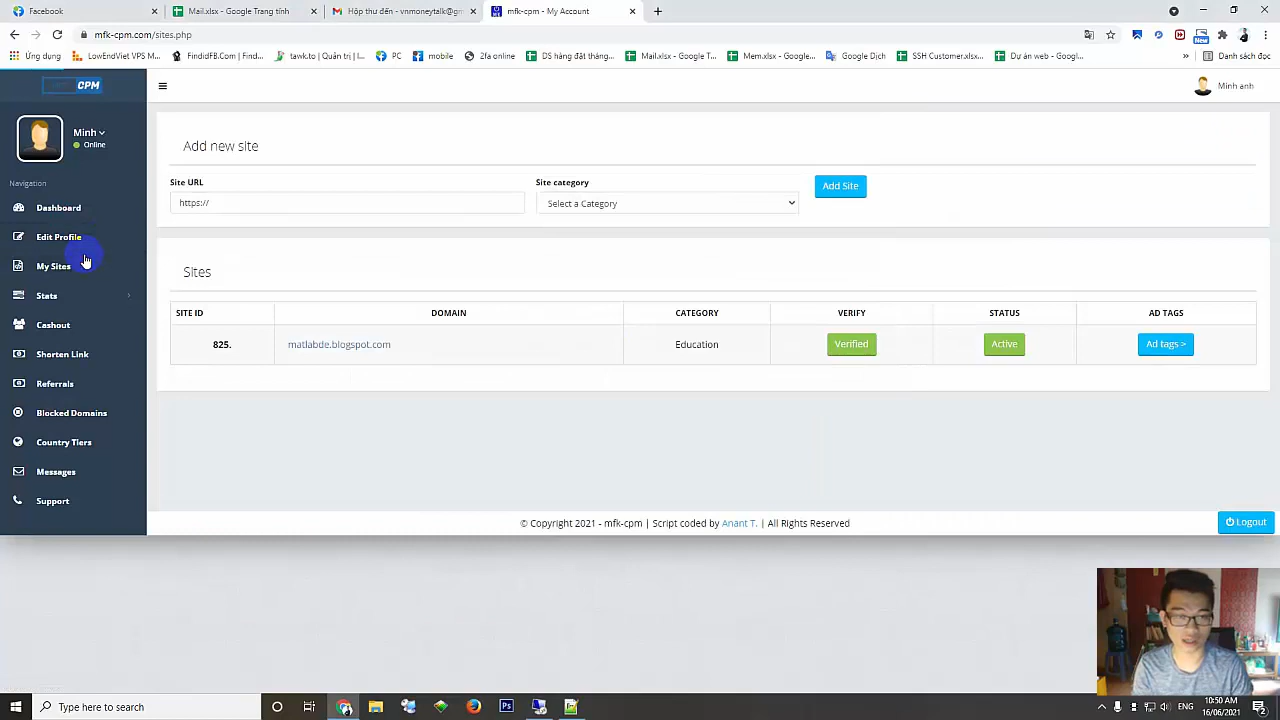 Facebook
Mail.xlsx - Google Trang tính
Hộp thư đến - vnmoneytalk@gm
mfk-cpm - My Account
mfk-cpm.com/sites.php
Ứng dụng
LowEndViet VPS M...
FindidFB.Com | Find...
tawk.to | Quản trị | L...
PC
mobile
2fa online
DS hàng đặt tháng...
Mail.xlsx - Google T...
Mem.xlsx - Google...
Google Dịch
SSH Customer.xlsx...
Dự án web - Googl...
»
Danh sách đọc
New
CPM
Minh anh
Minh
Online
Navigation
Dashboard
Edit Profile
My Sites
Stats
Cashout
Shorten Link
Referrals
Blocked Domains
Country Tiers
Messages
Support
Add new site
Site URL
Site category
https://
Select a Category
Add Site
Sites
SITE ID
DOMAIN
CATEGORY
VERIFY
STATUS
AD TAGS
825.
matlabde.blogspot.com
Education
Verified
Active
Ad tags >
© Copyright 2021 - mfk-cpm | Script coded by Anant T. | All Rights Reserved
Logout
Type here to search
10:50 AM
16/06/2021